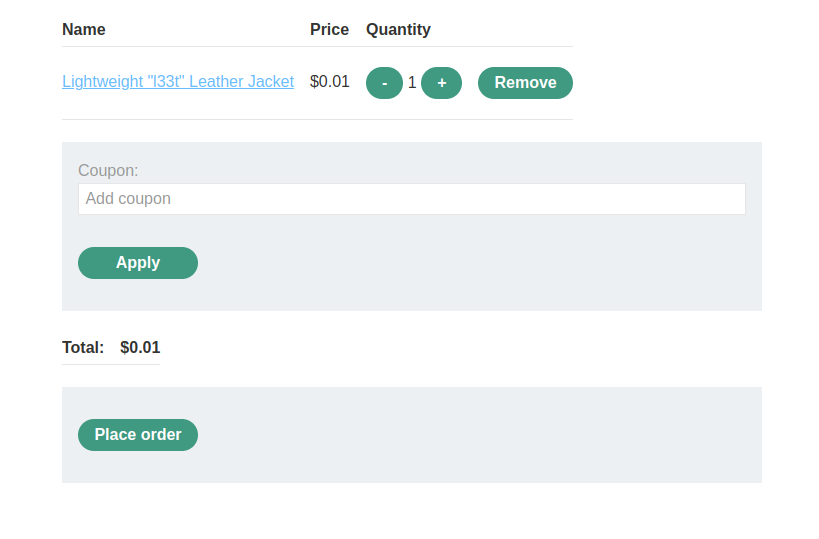 Name Price Quantity
Lightweight "l33t" Leather Jacket $0.01 - 1 + Remove
Coupon:
Add coupon
Apply
Total: $0.01
Place order